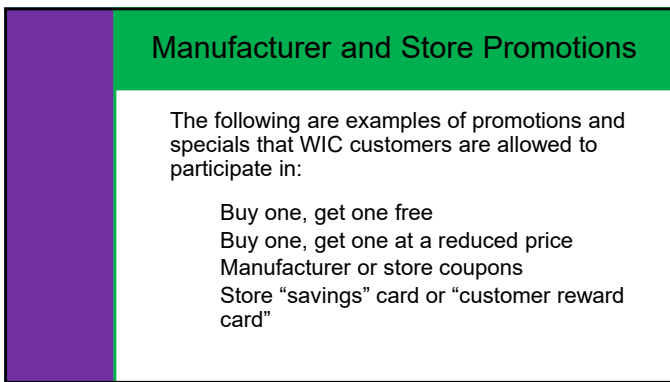 Manufacturer and Store Promotions
The following are examples of promotions and
specials that WIC customers are allowed to
participate in:
Buy one, get one free
Buy one, get one at a reduced price
Manufacturer or store coupons
Store “savings” card or “customer reward
card”